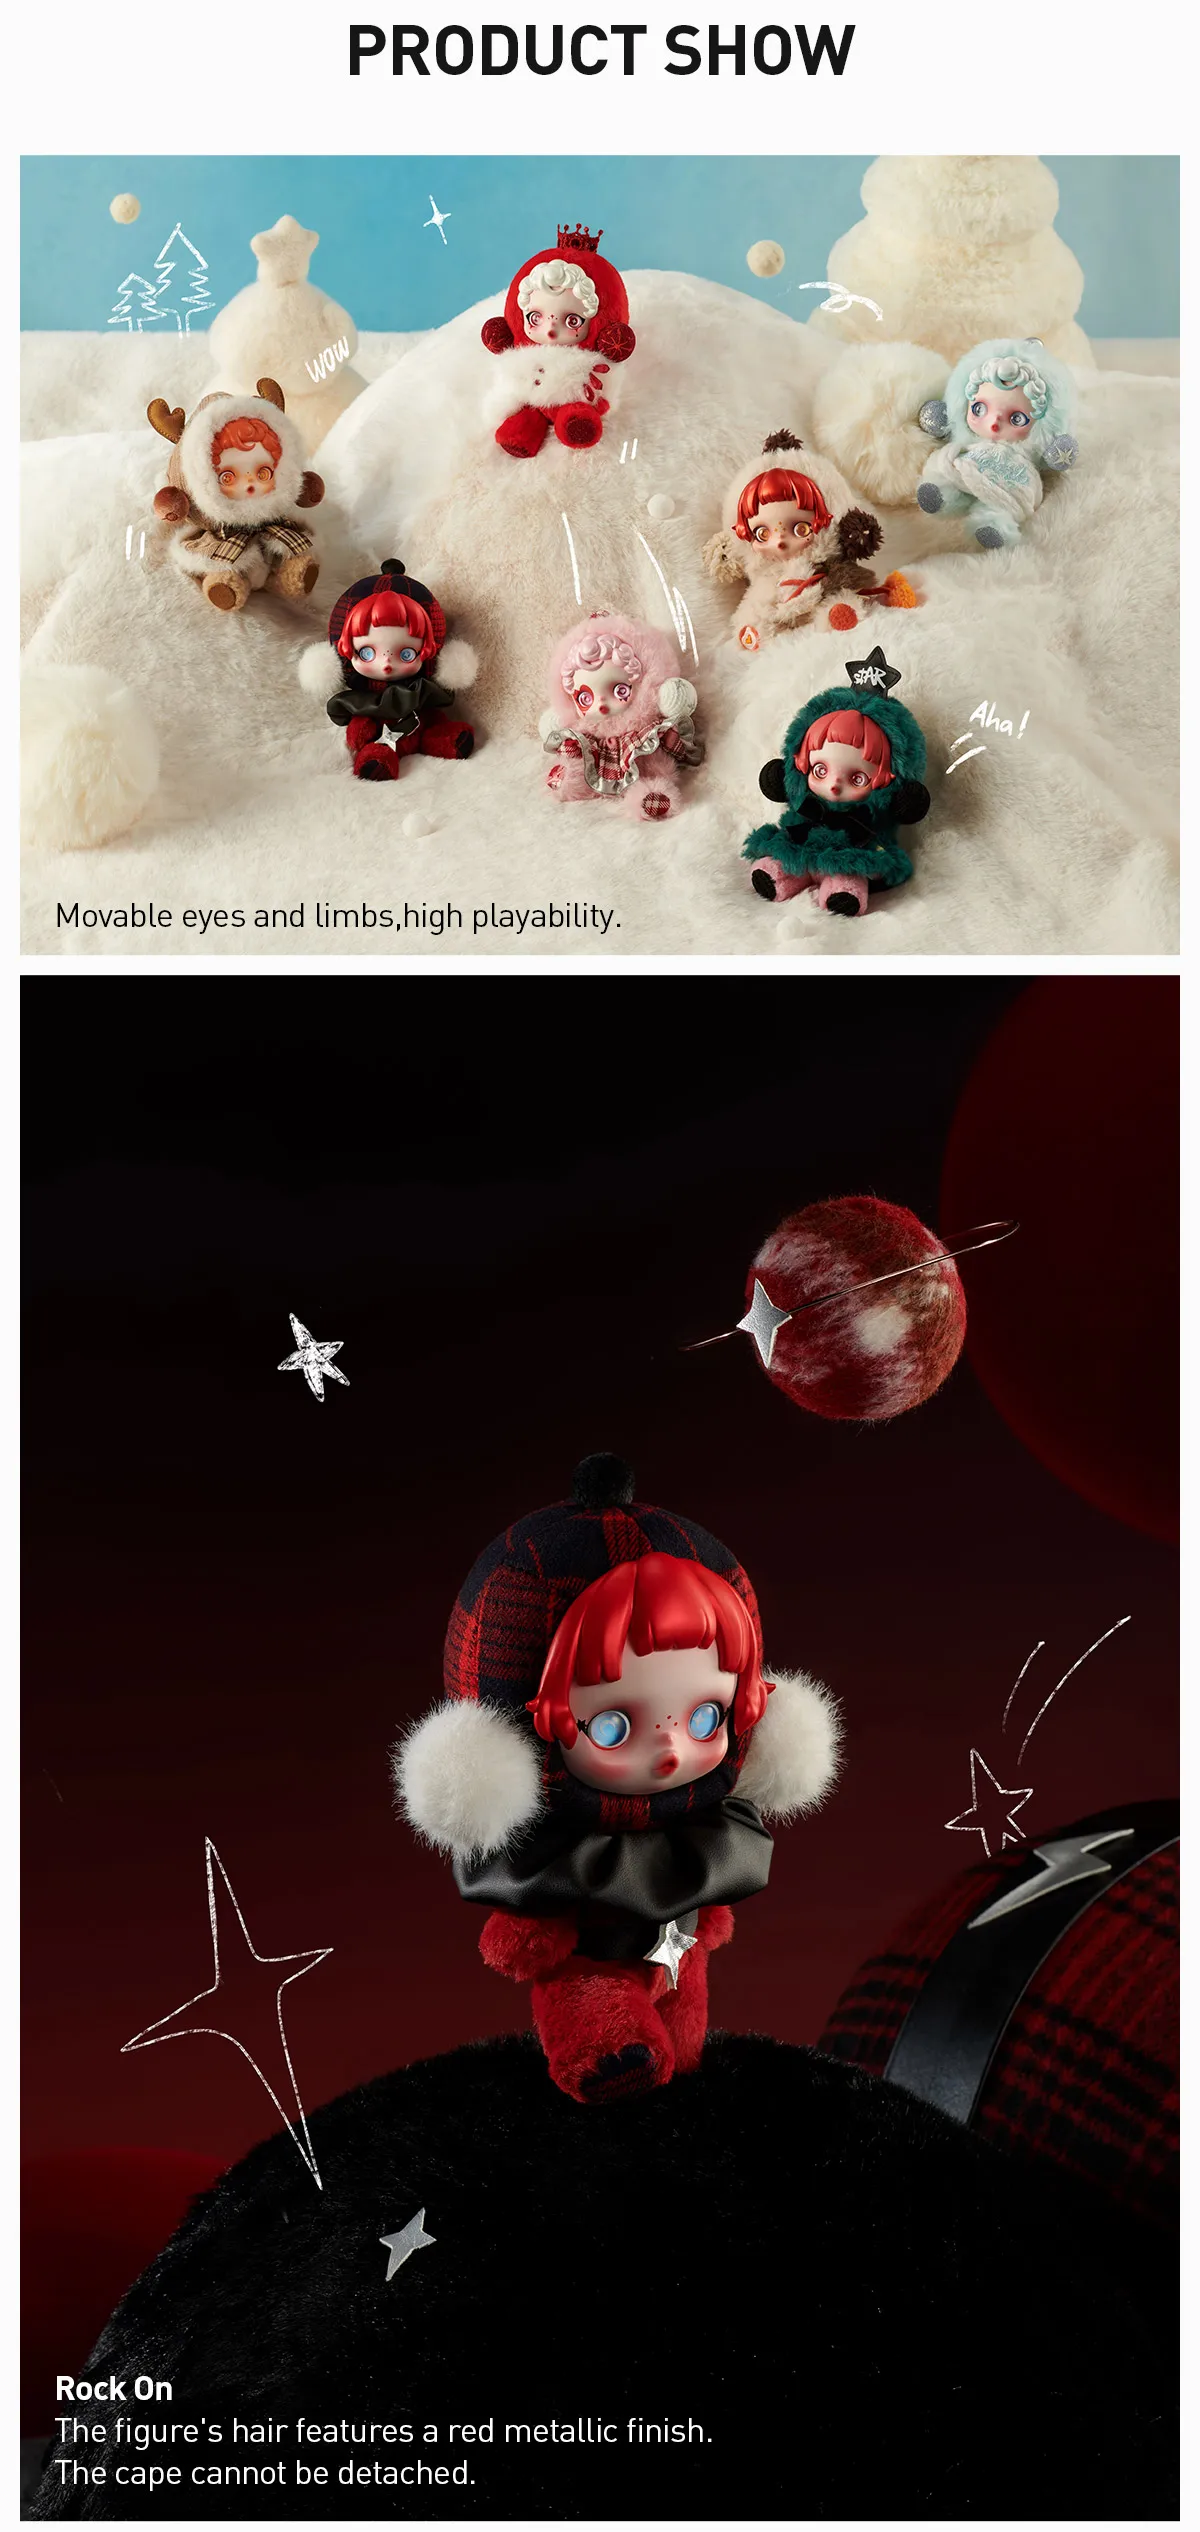 PRODUCT SHOW
WOW
STAR
Aha!
Movable eyes and limbs,high playability.
Rock On
The figure's hair features a red metallic finish.
The cape cannot be detached.